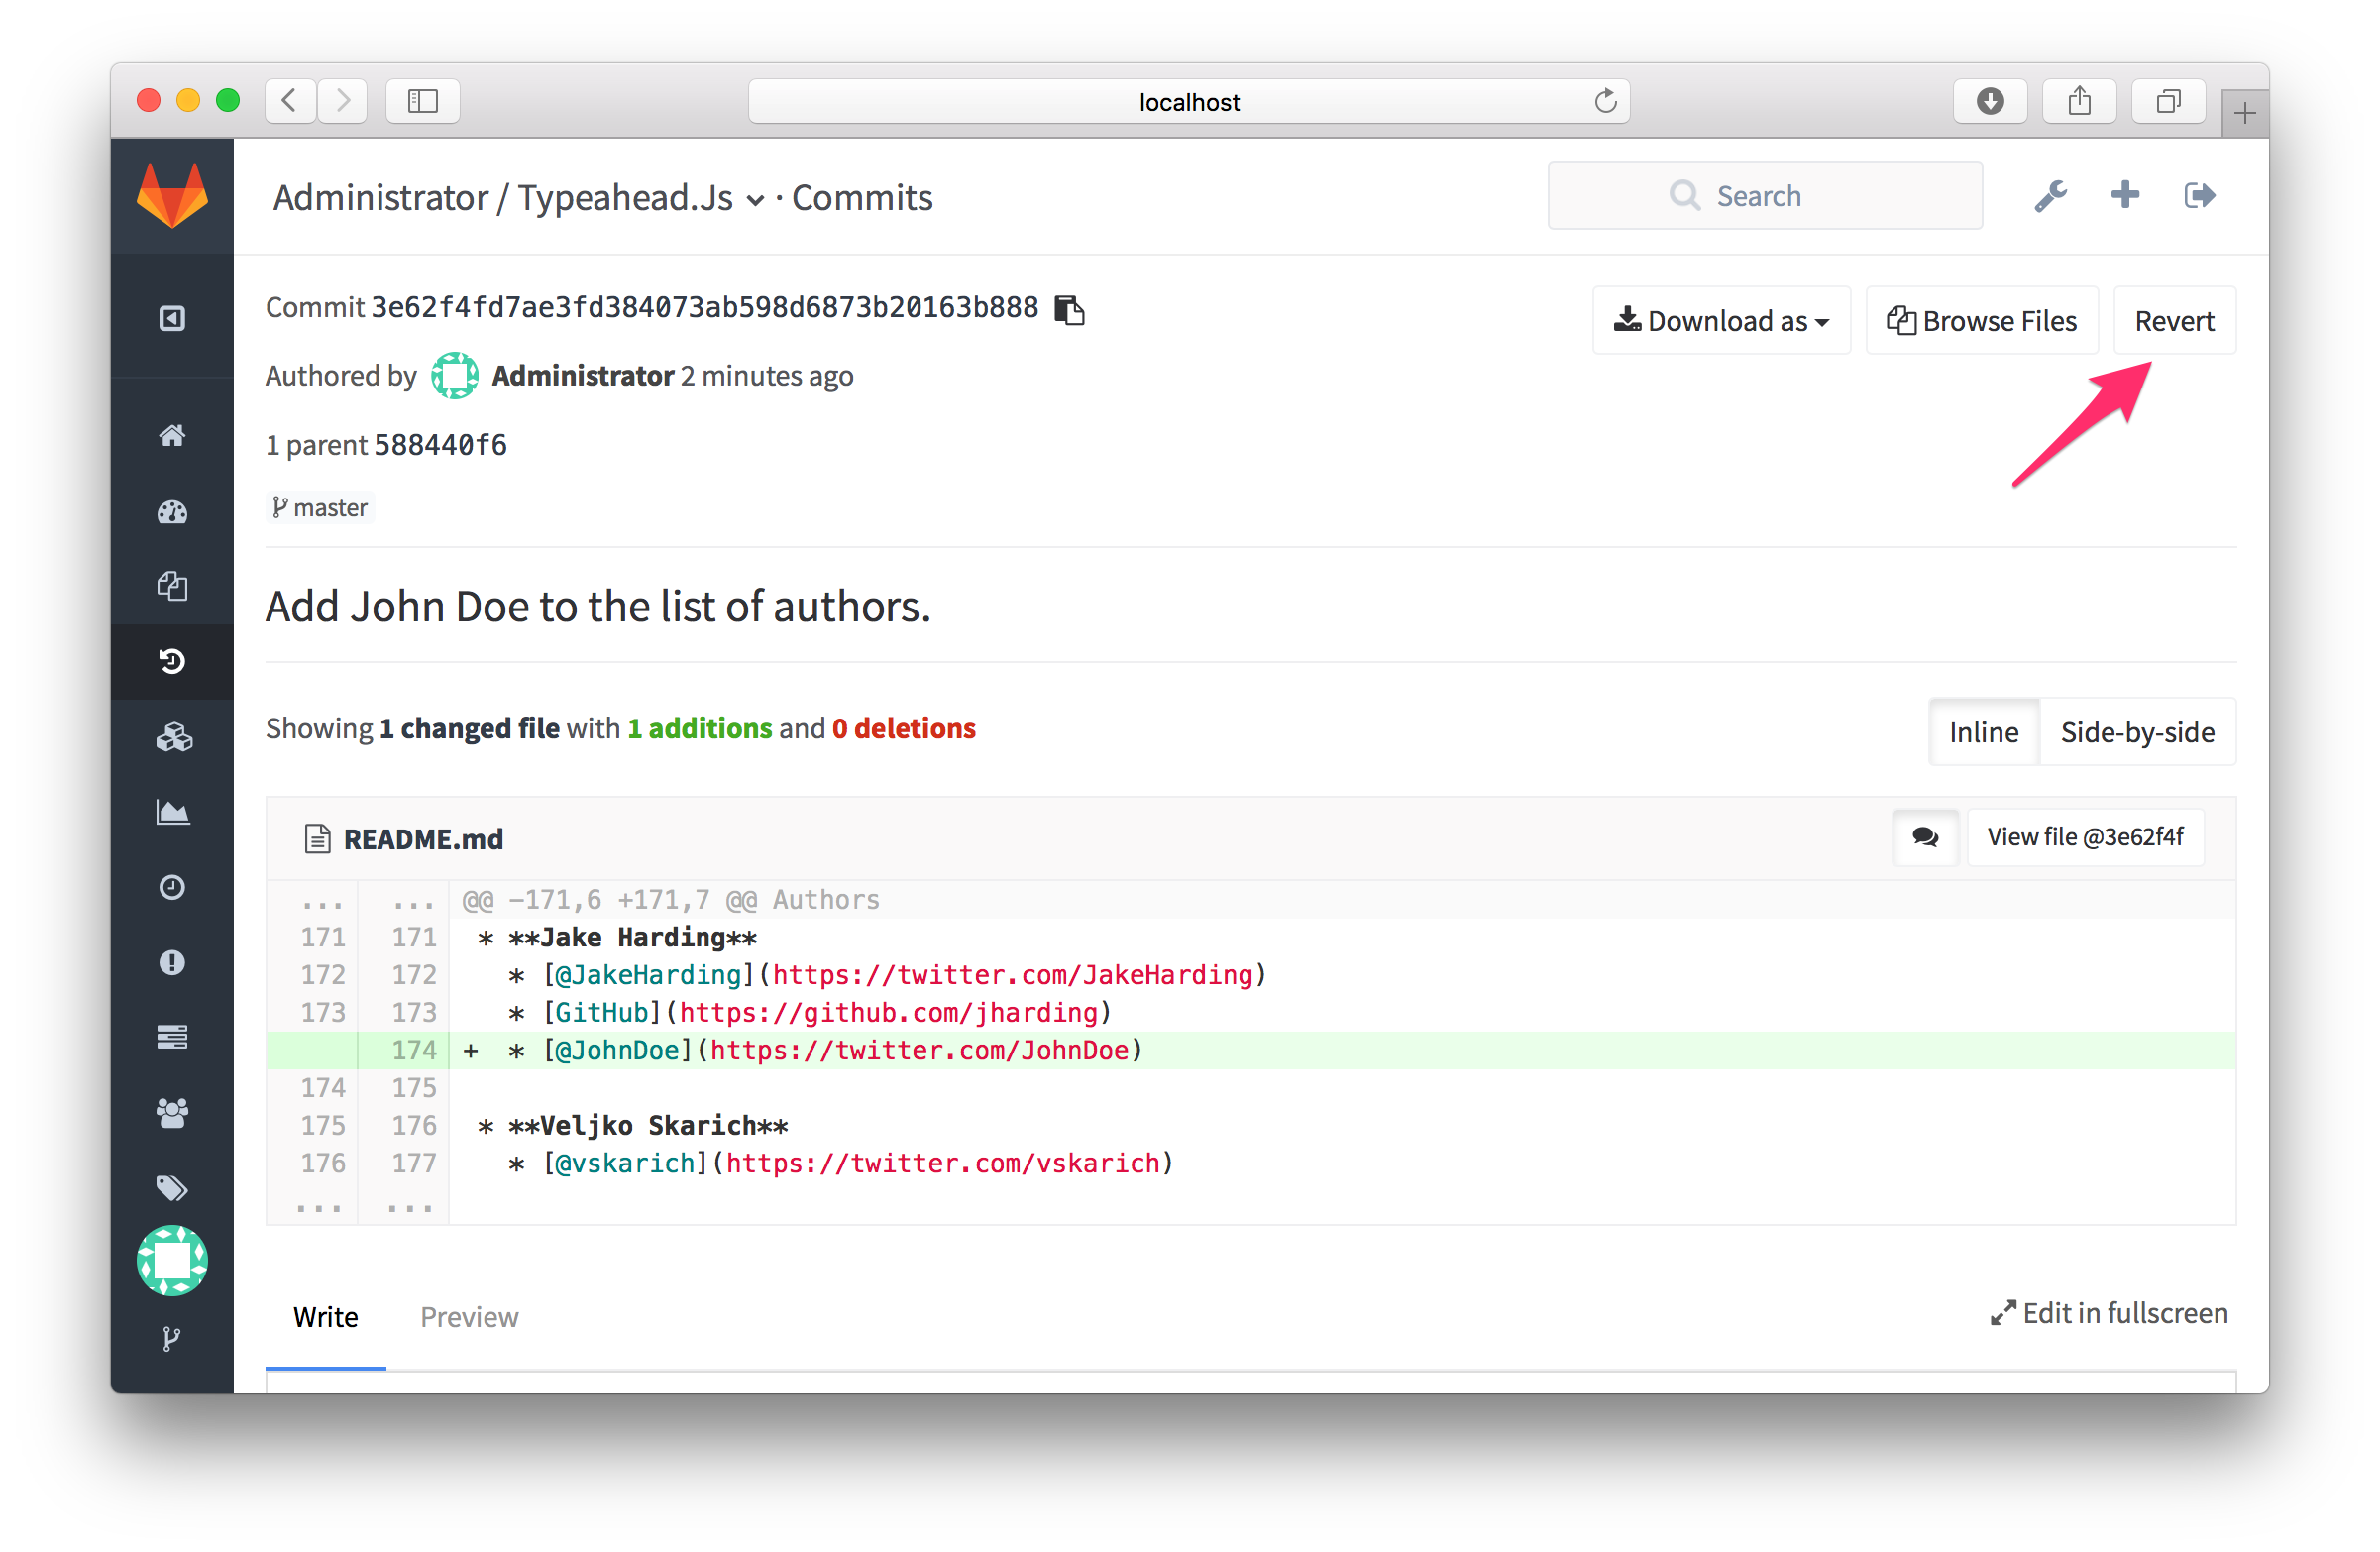 localhost
Administrator / Typeahead.Js · Commits
Search
Commit 3e62f4fd7ae3fd384073ab598d6873b20163b888
Download as
Browse Files
Revert
Authored by Administrator 2 minutes ago
1 parent 588440f6
master
Add John Doe to the list of authors.
Showing 1 changed file with 1 additions and 0 deletions
Inline
Side-by-side
README.md
View file @3e62f4f
... ... @@ -171,6 +171,7 @@ Authors
171 171 * **Jake Harding**
172 172 * [@JakeHarding](https://twitter.com/JakeHarding)
173 173 * [GitHub](https://github.com/jharding)
174 + * [@JohnDoe](https://twitter.com/JohnDoe)
174 175
175 176 * **Veljko Skarich**
176 177 * [@vskarich](https://twitter.com/vskarich)
... ...
Write
Preview
Edit in fullscreen